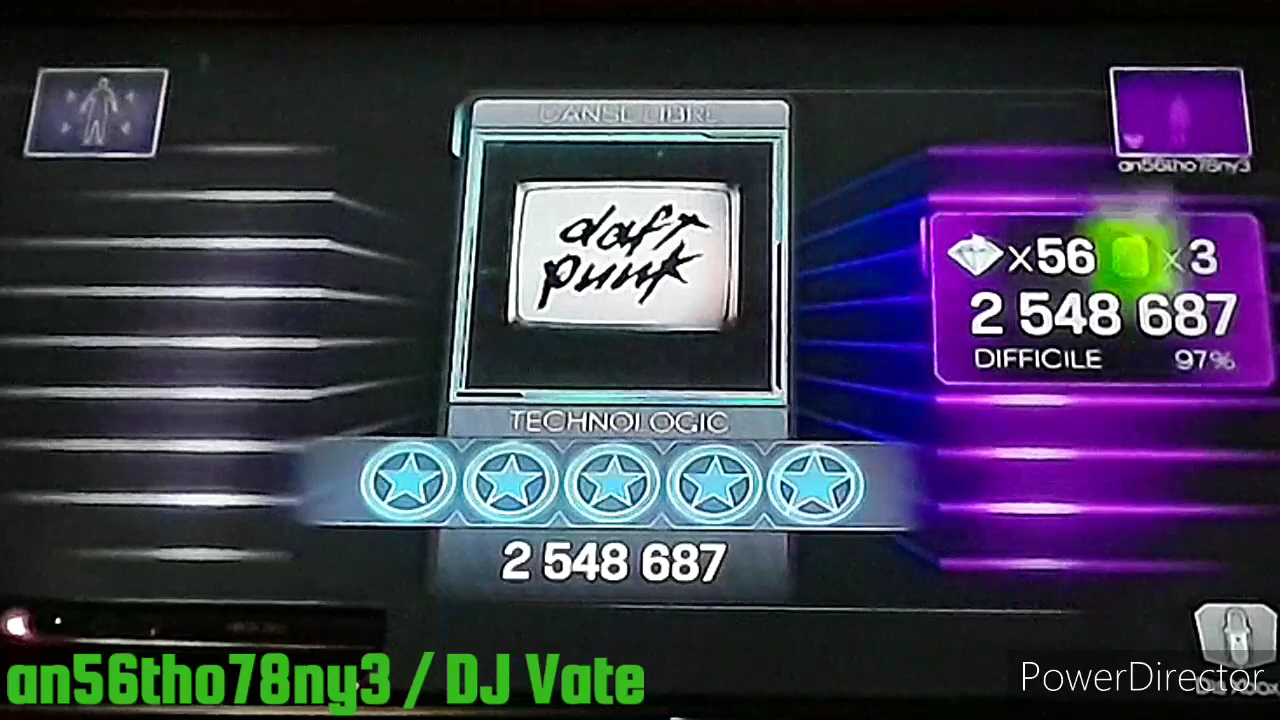 DANSE LIBRE
an56tho78ny3
daft
punk
x56 x3
2 548 687
DIFFICILE 97%
TECHNOLOGIC
2 548 687
an56tho78ny3 / DJ Vate
PowerDirector